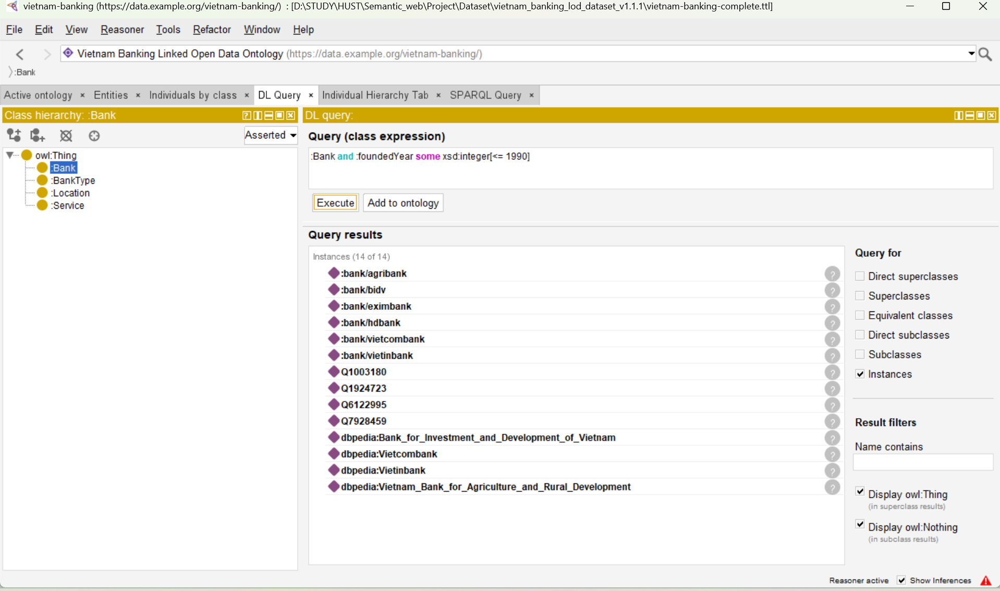 vietnam-banking (https://data.example.org/vietnam-banking/) : [D:\STUDY\HUST\Semantic_web\Project\Dataset\vietnam_banking_lod_dataset_v1.1.1\vietnam-banking-complete.ttl]
File Edit View Reasoner Tools Refactor Window Help
Vietnam Banking Linked Open Data Ontology (https://data.example.org/vietnam-banking/)
:Bank
Active ontology × Entities × Individuals by class × DL Query × Individual Hierarchy Tab × SPARQL Query ×
Class hierarchy: :Bank
Asserted
owl:Thing
:Bank
:BankType
:Location
:Service
DL query:
Query (class expression)
:Bank and :foundedYear some xsd:integer[<= 1990]
Execute Add to ontology
Query results
Instances (14 of 14)
:bank/agribank ?
:bank/bidv ?
:bank/eximbank ?
:bank/hdbank ?
:bank/vietcombank ?
:bank/vietinbank ?
Q1003180 ?
Q1924723 ?
Q6122995 ?
Q7928459 ?
dbpedia:Bank_for_Investment_and_Development_of_Vietnam ?
dbpedia:Vietcombank ?
dbpedia:Vietinbank ?
dbpedia:Vietnam_Bank_for_Agriculture_and_Rural_Development ?
Query for
Direct superclasses
Superclasses
Equivalent classes
Direct subclasses
Subclasses
Instances
Result filters
Name contains
Display owl:Thing
(in superclass results)
Display owl:Nothing
(in subclass results)
Reasoner active Show Inferences